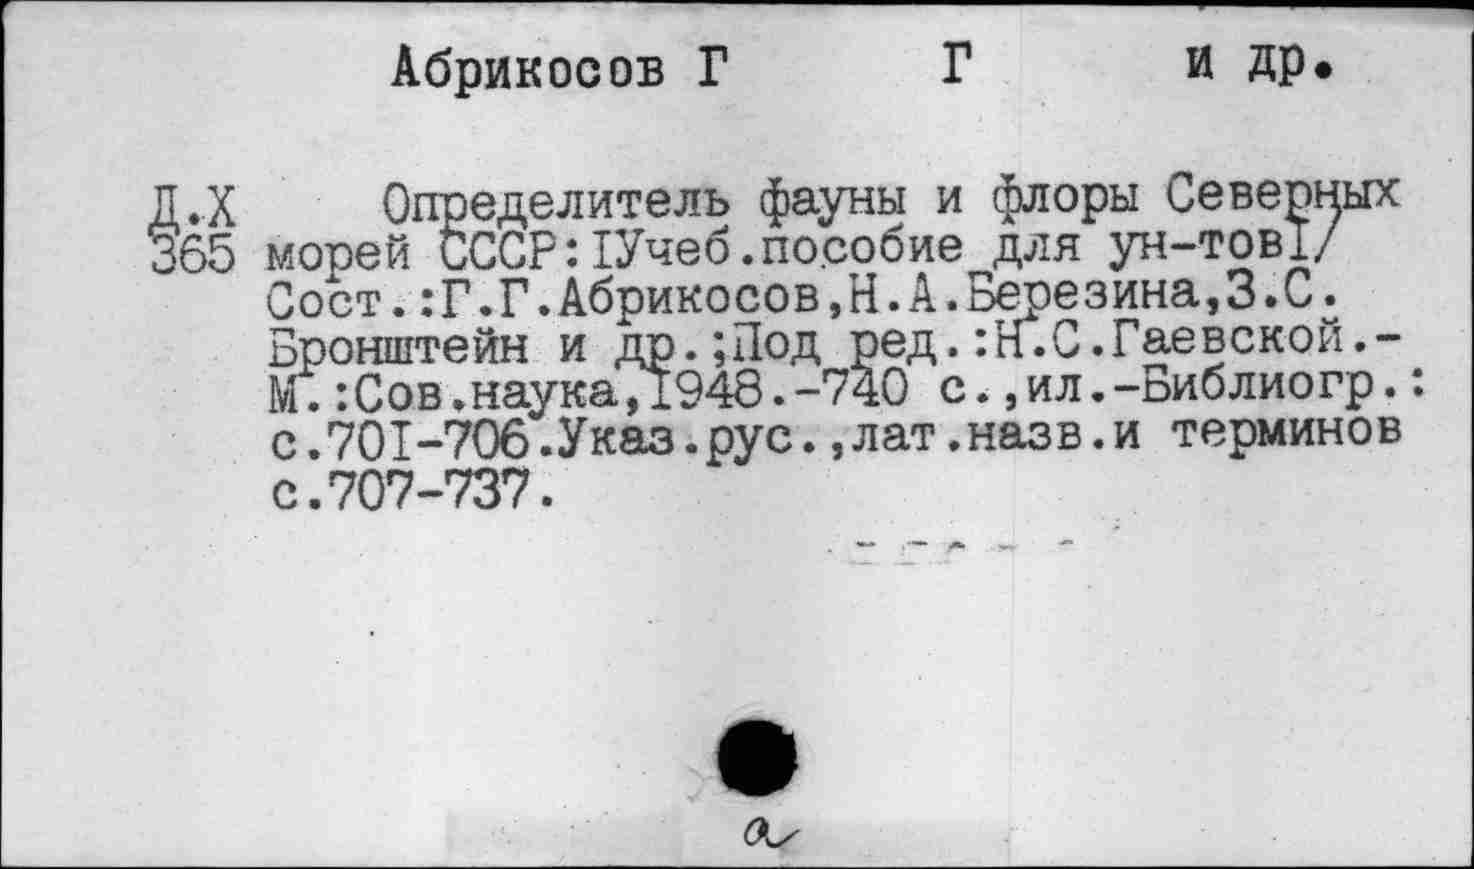 Абрикосов Г Г и др.
Д.Х Определитель фауны и флоры Северных
365 морей СССР:IУчеб.пособие для ун-товI/
Сост.:Г.Г.Абрикосов,Н.А.Березина,З.С.
Бронштейн и др.;Под ред.:Н.С.Гаевской.-
М.:Сов.наука,1948.-740 с.,ил.-Библиогр.:
с.701-706.Указ.рус.,лат.назв.и терминов
с.707-737.